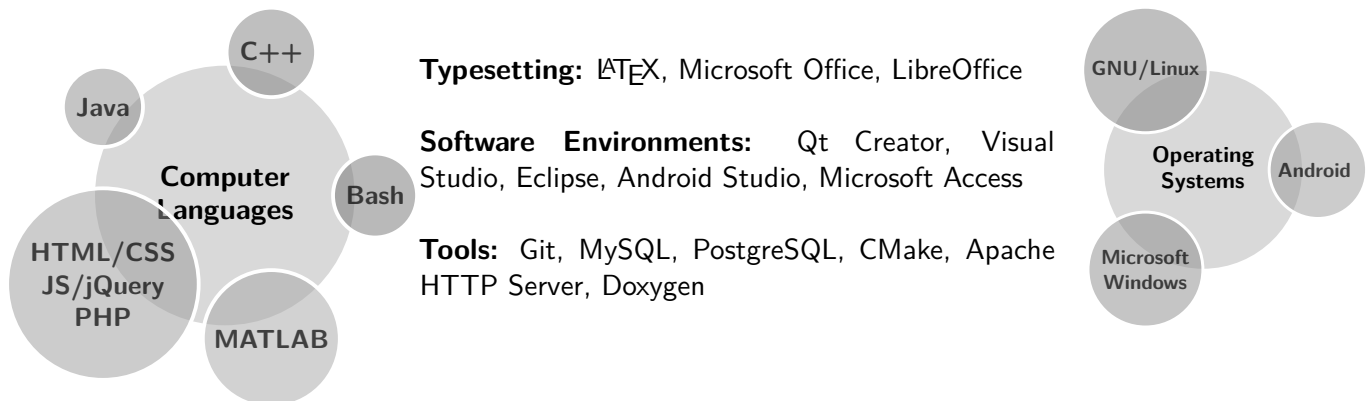 C++
Java
Computer
Languages
Bash
HTML/CSS
JS/jQuery
PHP
MATLAB
Typesetting: LATEX, Microsoft Office, LibreOffice
Software Environments: Qt Creator, Visual
Studio, Eclipse, Android Studio, Microsoft Access
Tools: Git, MySQL, PostgreSQL, CMake, Apache
HTTP Server, Doxygen
GNU/Linux
Operating
Systems
Android
Microsoft
Windows